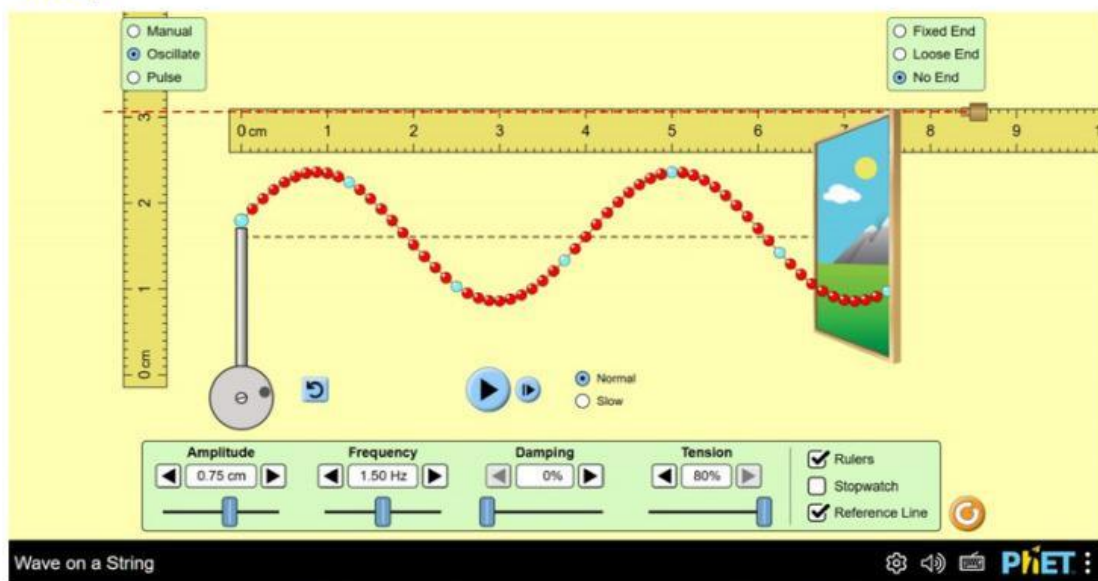 Manual
Oscillate
Pulse
Fixed End
Loose End
No End
0 cm 1 2 3 4 5 6 7 8 9
3
2
1
0 cm
Normal
Slow
Amplitude Frequency Damping Tension
0.75 cm 1.50 Hz 0% 80%
Rulers
Stopwatch
Reference Line
Wave on a String
PhET